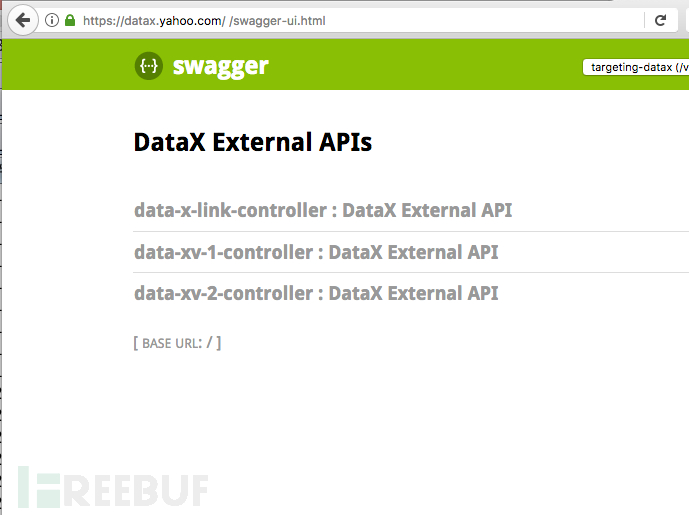 https://datax.yahoo.com/ /swagger-ui.html
{··} swagger
targeting-datax (/v
DataX External APIs
data-x-link-controller : DataX External API
data-xv-1-controller : DataX External API
data-xv-2-controller : DataX External API
[ BASE URL: / ]
FREEBUF